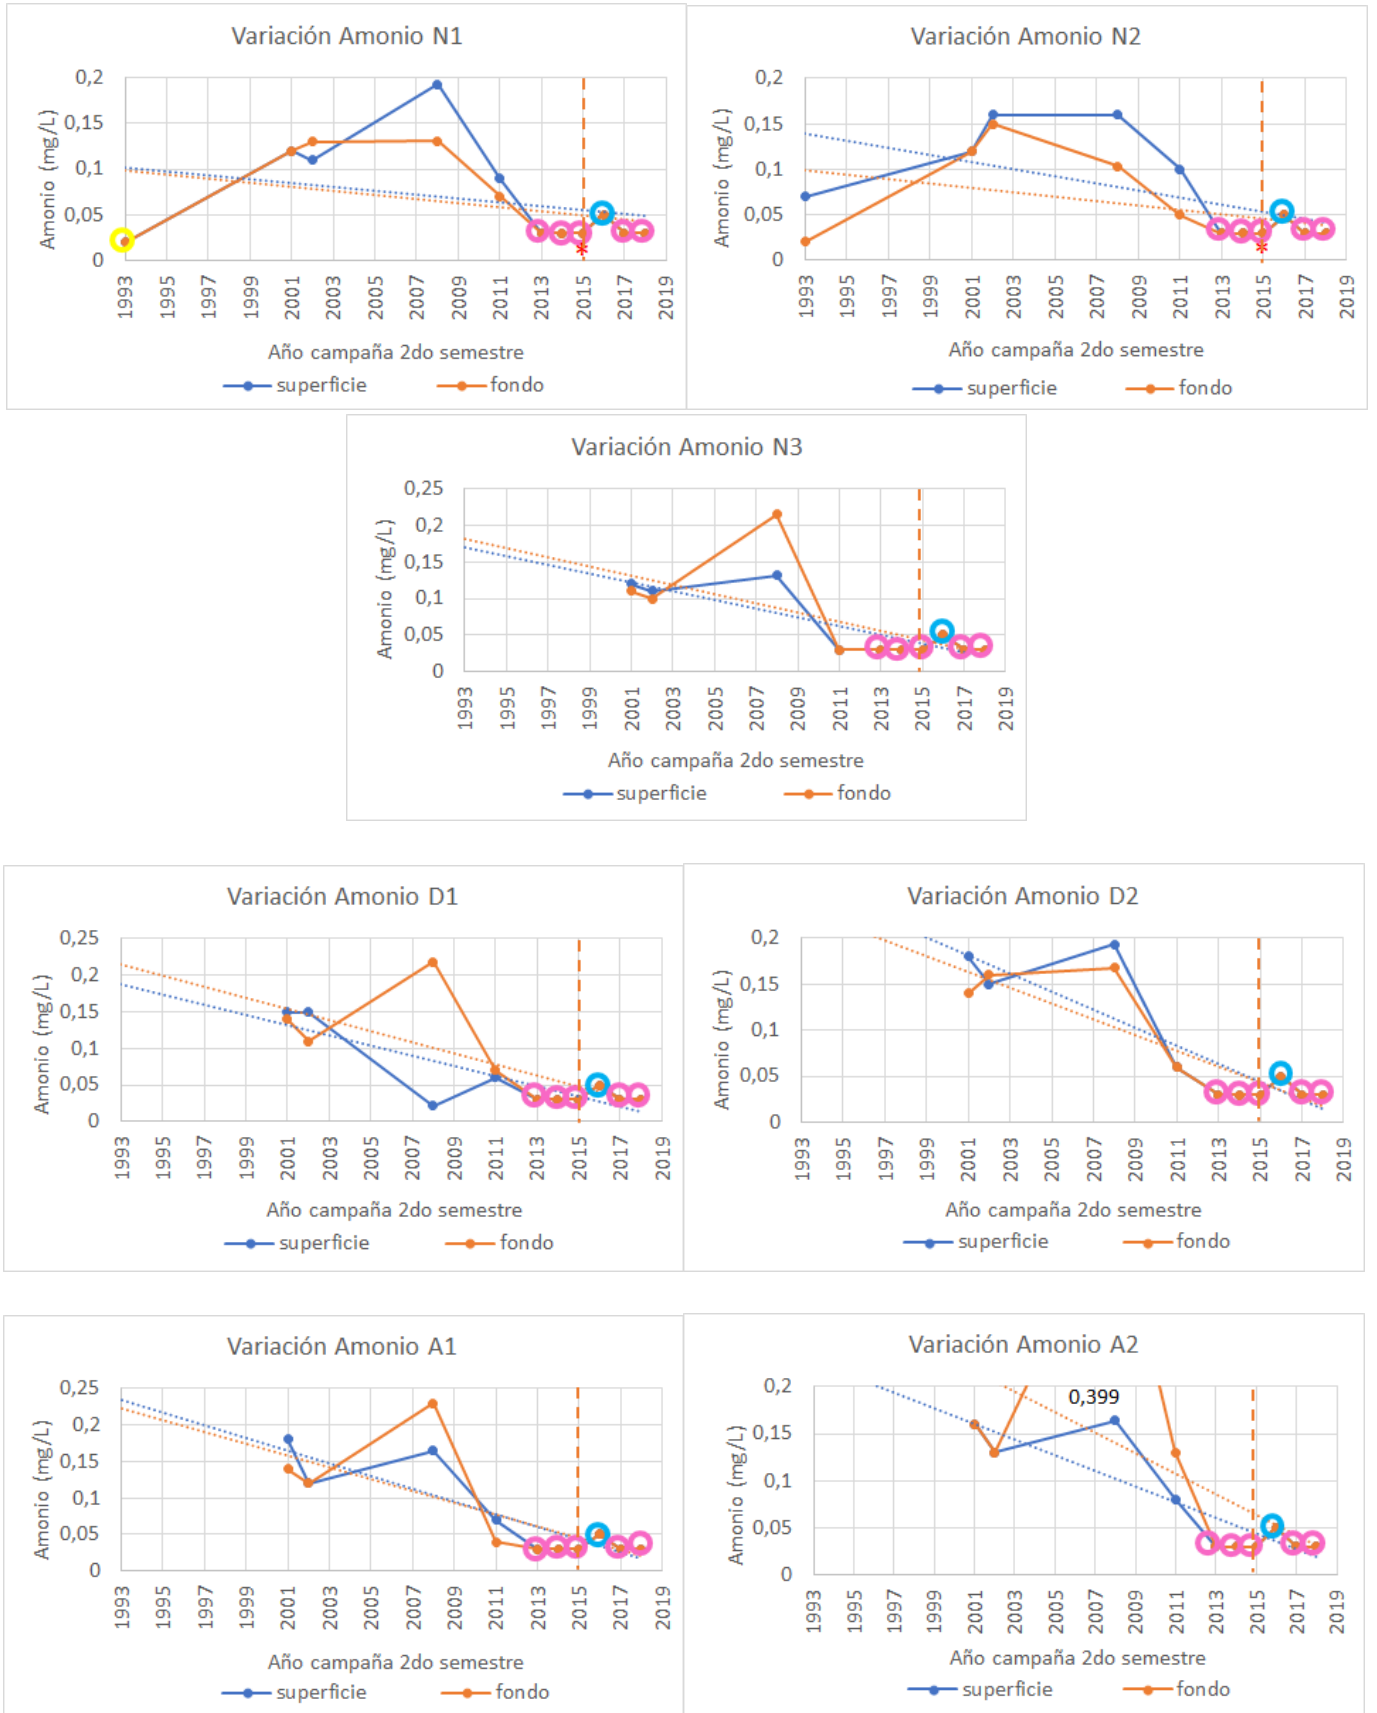 Variación Amonio N1
Amonio (mg/L)
0,2
0,15
0,1
0,05
0
1993 1995 1997 1999 2001 2003 2005 2007 2009 2011 2013 2015 2017 2019
*
Año campaña 2do semestre
superficie fondo
Variación Amonio N2
Amonio (mg/L)
0,2
0,15
0,1
0,05
0
1993 1995 1997 1999 2001 2003 2005 2007 2009 2011 2013 2015 2017 2019
*
Año campaña 2do semestre
superficie fondo
Variación Amonio N3
Amonio (mg/L)
0,25
0,2
0,15
0,1
0,05
0
1993 1995 1997 1999 2001 2003 2005 2007 2009 2011 2013 2015 2017 2019
Año campaña 2do semestre
superficie fondo
Variación Amonio D1
Amonio (mg/L)
0,25
0,2
0,15
0,1
0,05
0
1993 1995 1997 1999 2001 2003 2005 2007 2009 2011 2013 2015 2017 2019
Año campaña 2do semestre
superficie fondo
Variación Amonio D2
Amonio (mg/L)
0,2
0,15
0,1
0,05
0
1993 1995 1997 1999 2001 2003 2005 2007 2009 2011 2013 2015 2017 2019
Año campaña 2do semestre
superficie fondo
Variación Amonio A1
Amonio (mg/L)
0,25
0,2
0,15
0,1
0,05
0
1993 1995 1997 1999 2001 2003 2005 2007 2009 2011 2013 2015 2017 2019
Año campaña 2do semestre
superficie fondo
Variación Amonio A2
Amonio (mg/L)
0,2
0,15
0,1
0,05
0
0,399
1993 1995 1997 1999 2001 2003 2005 2007 2009 2011 2013 2015 2017 2019
Año campaña 2do semestre
superficie fondo